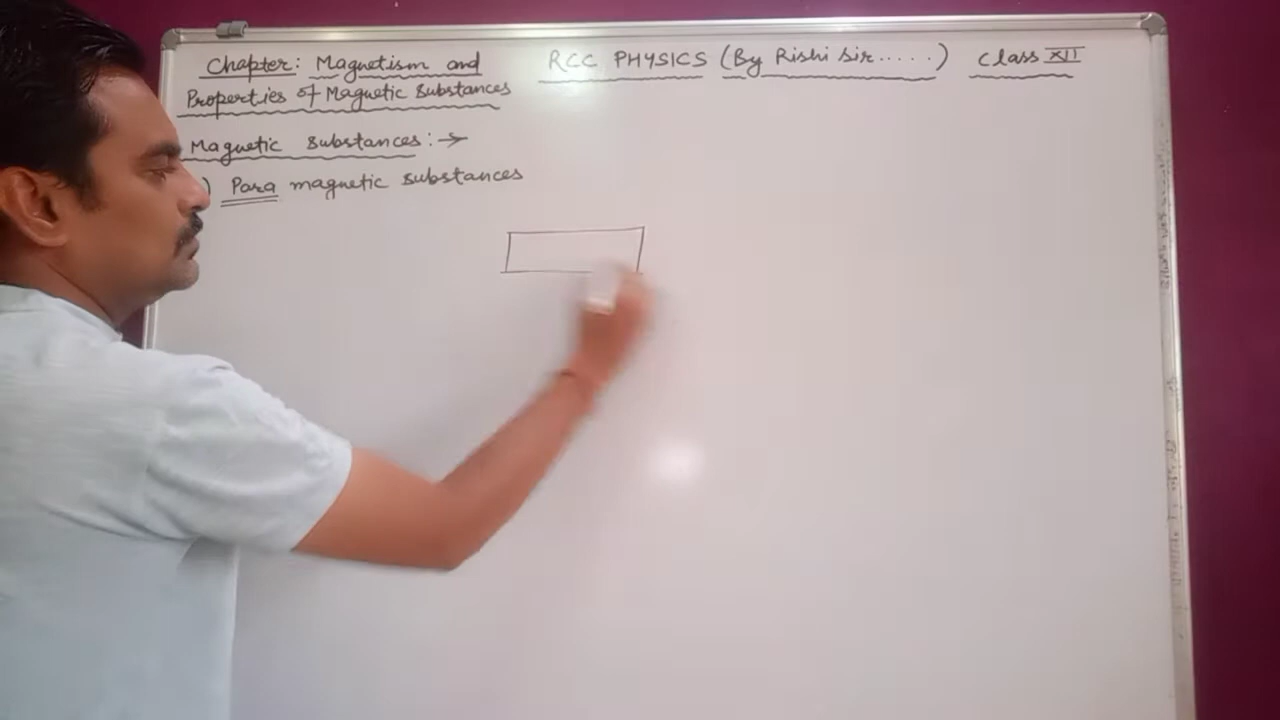 Chapter: Magnetism and
Properties of Magnetic Substances
RCC PHYSICS (By Rishi Sir.....) Class XII
Magnetic Substances :→
) Para magnetic substances